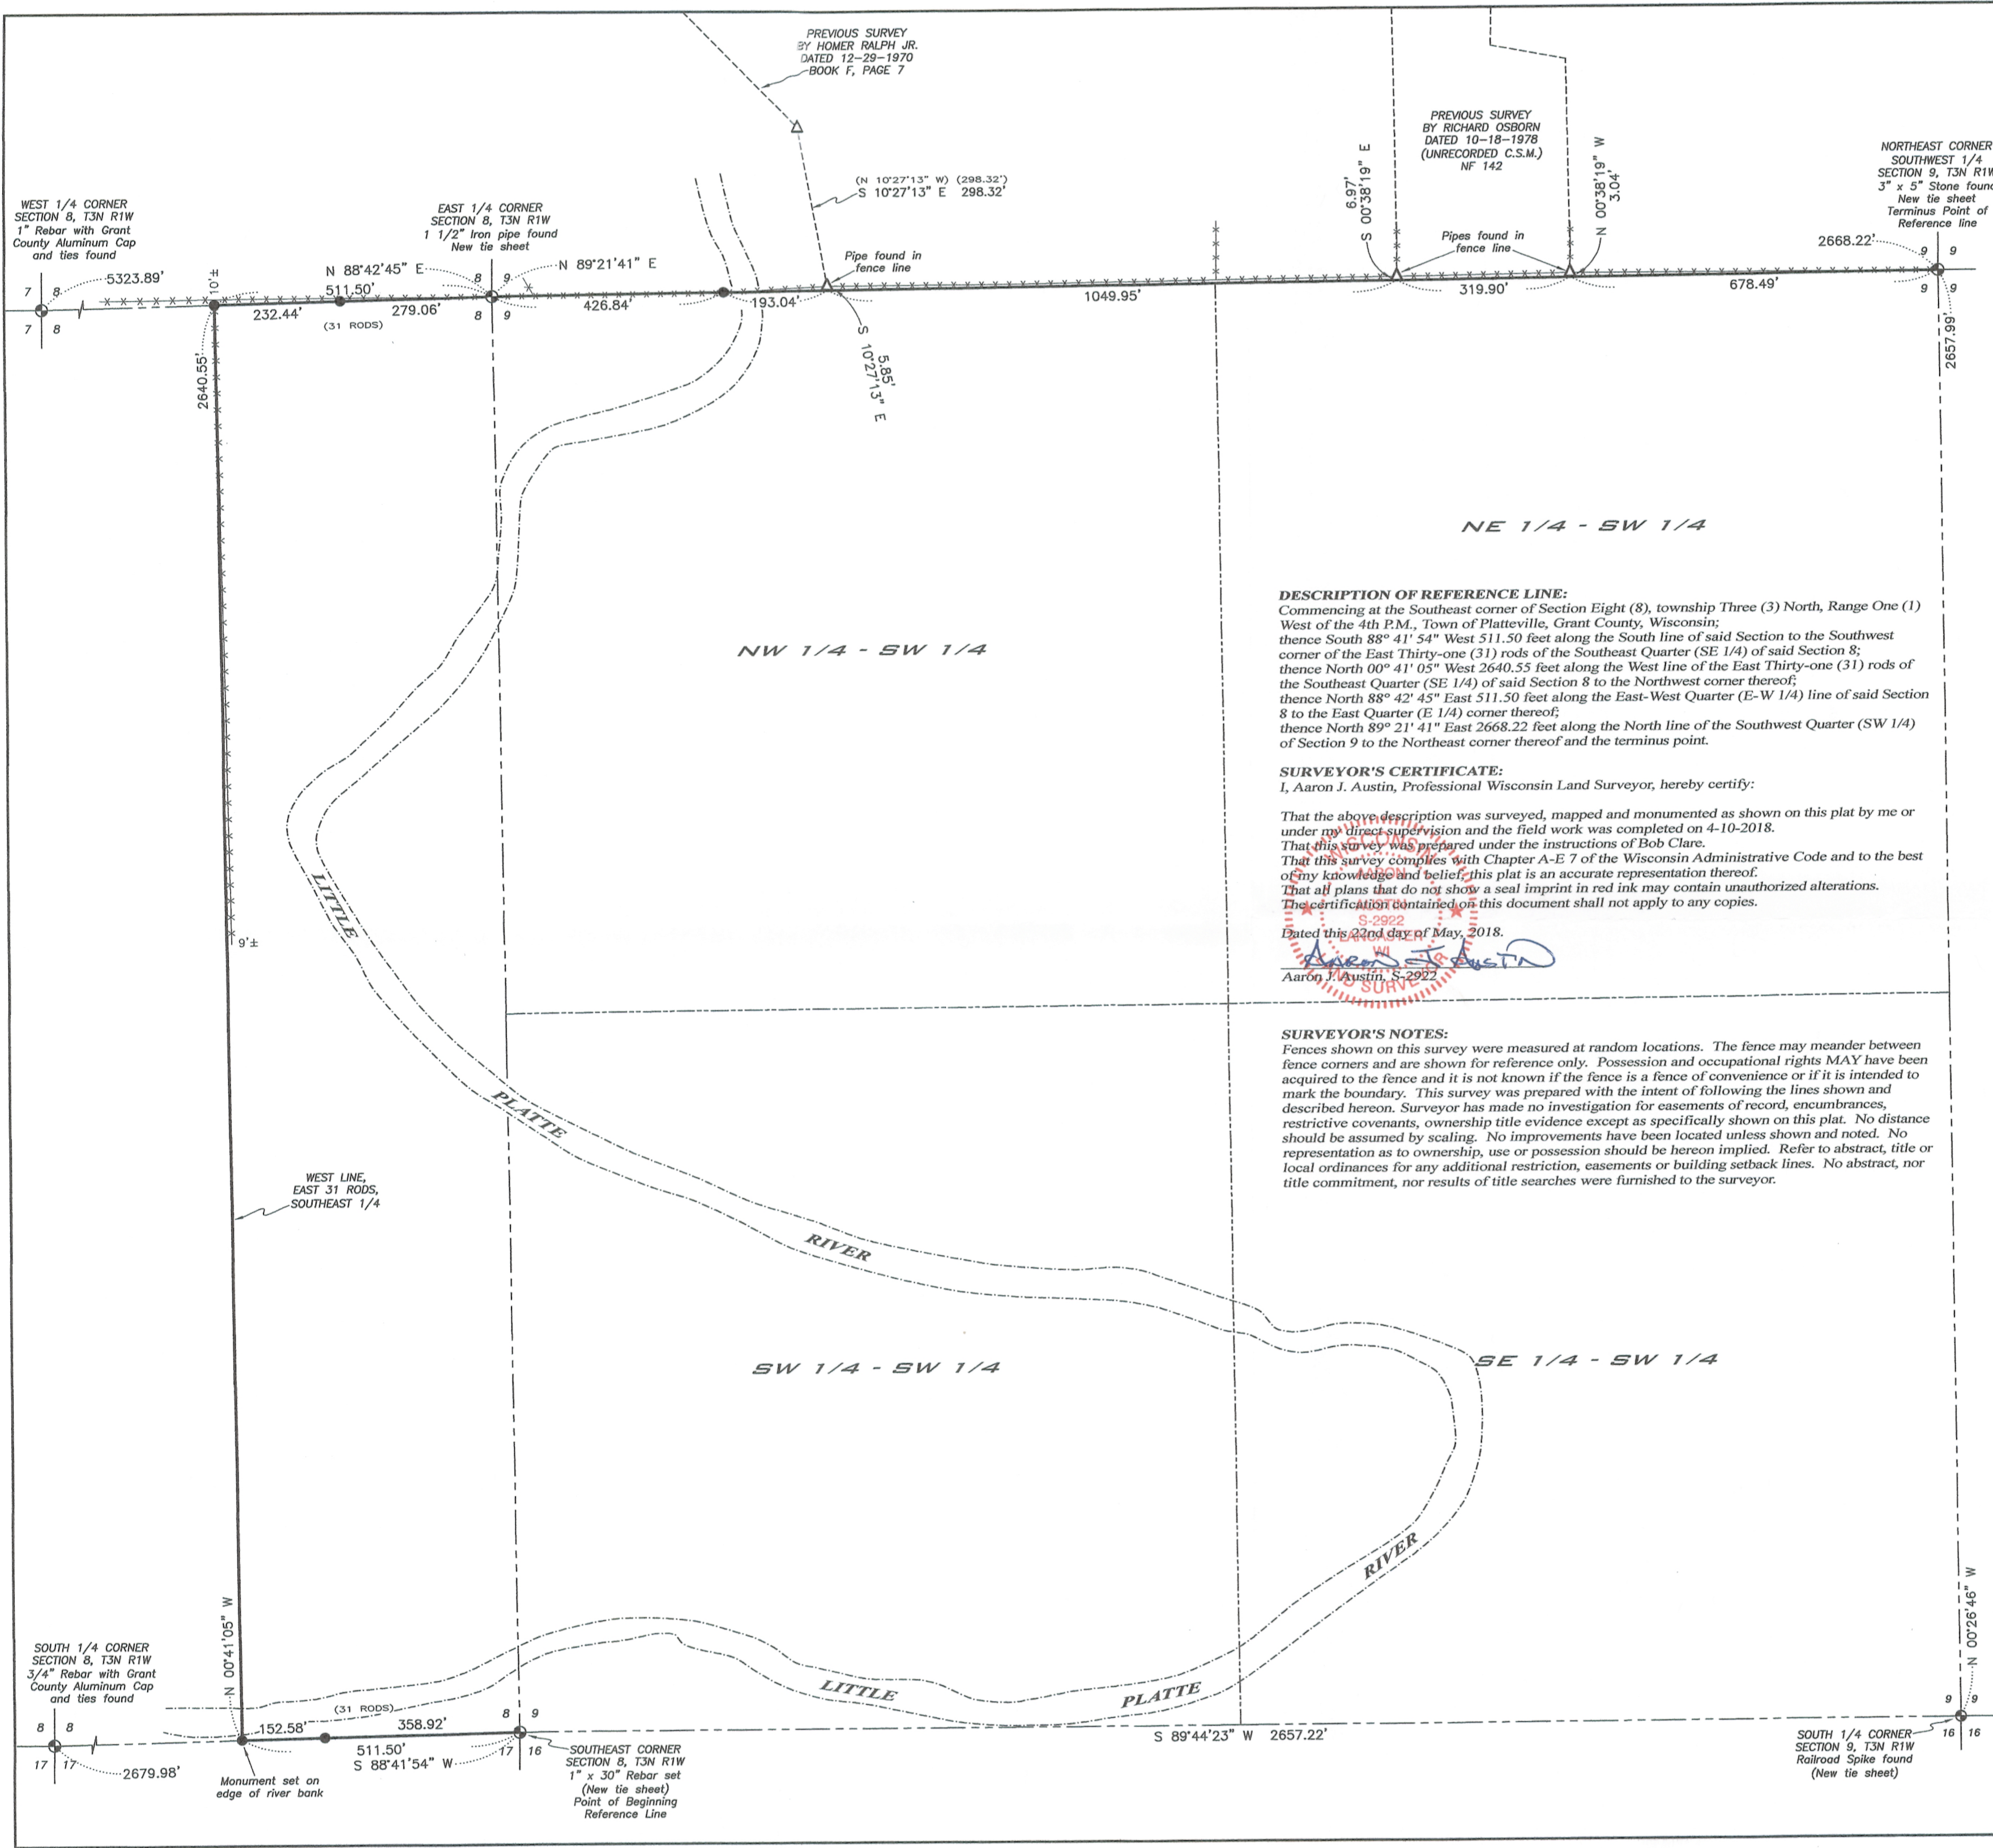 PREVIOUS SURVEY
BY HOMER RALPH JR.
DATED 12-29-1970
BOOK F, PAGE 7
PREVIOUS SURVEY
BY RICHARD OSBORN
DATED 10-18-1978
(UNRECORDED C.S.M.)
NF 142
NORTHEAST CORNER
SOUTHWEST 1/4
SECTION 9, T3N R1W
3" x 5" Stone found
New tie sheet
Terminus Point of
Reference line
(N 10°27'13" W) (298.32')
S 10°27'13" E 298.32'
6.97'
S 00°38'19" E
N 00°38'19" W
3.04'
WEST 1/4 CORNER
SECTION 8, T3N R1W
1" Rebar with Grant
County Aluminum Cap
and ties found
EAST 1/4 CORNER
SECTION 8, T3N R1W
1 1/2" Iron pipe found
New tie sheet
Pipe found in
fence line
Pipes found in
fence line
2668.22'
9 9
9 9
7 8
7 8
5323.89'
10'±
N 88°42'45" E
511.50'
8 9
8 9
N 89°21'41" E
232.44'
279.06'
(31 RODS)
426.84'
193.04'
1049.95'
319.90'
678.49'
5.85'
S 10°27'13" E
2640.55'
2657.99'
NE 1/4 - SW 1/4
NW 1/4 - SW 1/4
DESCRIPTION OF REFERENCE LINE:
Commencing at the Southeast corner of Section Eight (8), township Three (3) North, Range One (1)
West of the 4th P.M., Town of Platteville, Grant County, Wisconsin;
thence South 88° 41' 54" West 511.50 feet along the South line of said Section to the Southwest
corner of the East Thirty-one (31) rods of the Southeast Quarter (SE 1/4) of said Section 8;
thence North 00° 41' 05" West 2640.55 feet along the West line of the East Thirty-one (31) rods of
the Southeast Quarter (SE 1/4) of said Section 8 to the Northwest corner thereof;
thence North 88° 42' 45" East 511.50 feet along the East-West Quarter (E-W 1/4) line of said Section
8 to the East Quarter (E 1/4) corner thereof;
thence North 89° 21' 41" East 2668.22 feet along the North line of the Southwest Quarter (SW 1/4)
of Section 9 to the Northeast corner thereof and the terminus point.
SURVEYOR'S CERTIFICATE:
I, Aaron J. Austin, Professional Wisconsin Land Surveyor, hereby certify:
That the above description was surveyed, mapped and monumented as shown on this plat by me or
under my direct supervision and the field work was completed on 4-10-2018.
That this survey was prepared under the instructions of Bob Clare.
That this survey complies with Chapter A-E 7 of the Wisconsin Administrative Code and to the best
of my knowledge and belief, this plat is an accurate representation thereof.
That all plans that do not show a seal imprint in red ink may contain unauthorized alterations.
The certification contained on this document shall not apply to any copies.
Dated this 22nd day of May, 2018.
Aaron J Austin
Aaron J. Austin, S-2922
WISCONSIN
AARON
AUSTIN
S-2922
LANCASTER
WI
LAND SURVEYOR
SURVEYOR'S NOTES:
Fences shown on this survey were measured at random locations. The fence may meander between
fence corners and are shown for reference only. Possession and occupational rights MAY have been
acquired to the fence and it is not known if the fence is a fence of convenience or if it is intended to
mark the boundary. This survey was prepared with the intent of following the lines shown and
described hereon. Surveyor has made no investigation for easements of record, encumbrances,
restrictive covenants, ownership title evidence except as specifically shown on this plat. No distance
should be assumed by scaling. No improvements have been located unless shown and noted. No
representation as to ownership, use or possession should be hereon implied. Refer to abstract, title or
local ordinances for any additional restriction, easements or building setback lines. No abstract, nor
title commitment, nor results of title searches were furnished to the surveyor.
LITTLE
PLATTE
RIVER
9'±
WEST LINE,
EAST 31 RODS,
SOUTHEAST 1/4
SW 1/4 - SW 1/4
SE 1/4 - SW 1/4
RIVER
PLATTE
LITTLE
N 00°41'05" W
N 00°26'46" W
SOUTH 1/4 CORNER
SECTION 8, T3N R1W
3/4" Rebar with Grant
County Aluminum Cap
and ties found
8 8
17 17
2679.98'
(31 RODS)
152.58'
358.92'
511.50'
S 88°41'54" W
8 9
17 16
Monument set on
edge of river bank
SOUTHEAST CORNER
SECTION 8, T3N R1W
1" x 30" Rebar set
(New tie sheet)
Point of Beginning
Reference Line
S 89°44'23" W 2657.22'
SOUTH 1/4 CORNER
SECTION 9, T3N R1W
Railroad Spike found
(New tie sheet)
9 9
16 16